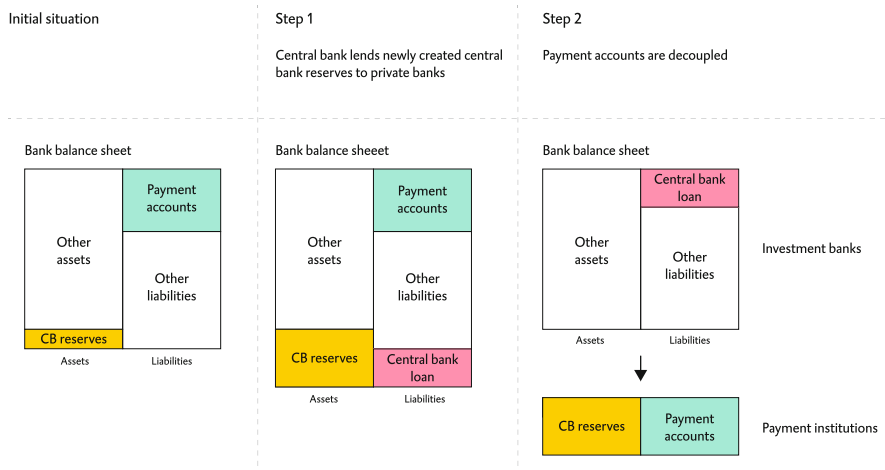 Initial situation
Step 1
Central bank lends newly created central
bank reserves to private banks
Step 2
Payment accounts are decoupled
Bank balance sheet
Payment
accounts
Other
assets
Other
liabilities
CB reserves
Assets
Liabilities
Bank balance sheeet
Payment
accounts
Other
assets
Other
liabilities
CB reserves
Central bank
loan
Assets
Liabilities
Bank balance sheet
Central bank
loan
Other
assets
Other
liabilities
Investment banks
Assets
Liabilities
CB reserves
Payment
accounts
Payment institutions